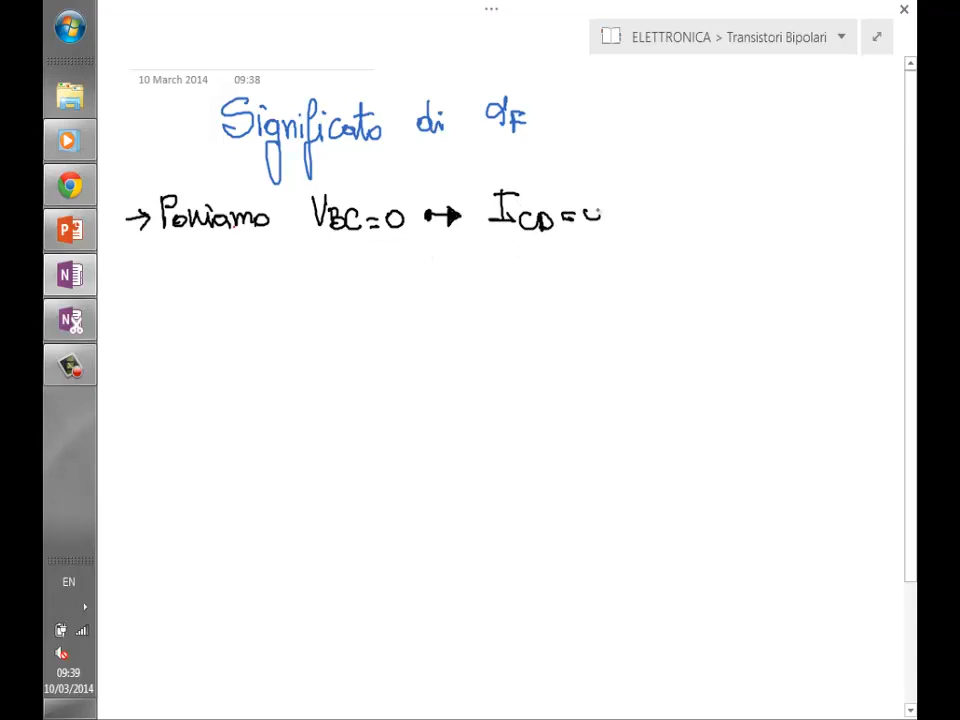 ELETTRONICA > Transistori Bipolari
10 March 2014 09:38
Significato di αF
→ Poniamo VBC=0 → ICD=0
EN
09:39
10/03/2014